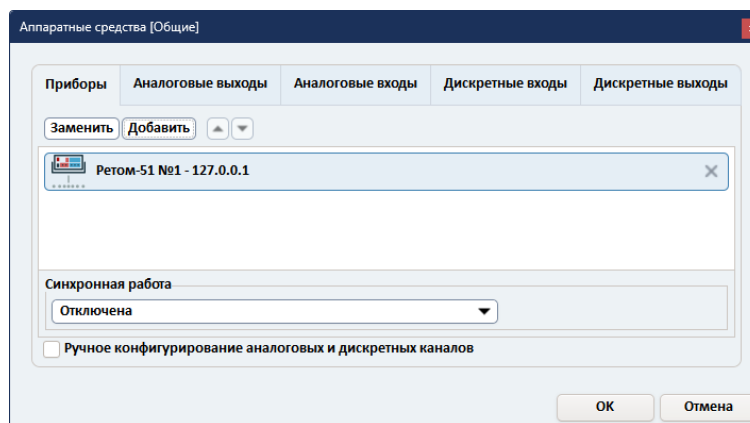 Аппаратные средства [Общие]
Приборы Аналоговые выходы Аналоговые входы Дискретные входы Дискретные выходы
Заменить Добавить
Ретом-51 №1 - 127.0.0.1
Синхронная работа
Отключена
Ручное конфигурирование аналоговых и дискретных каналов
ОК Отмена